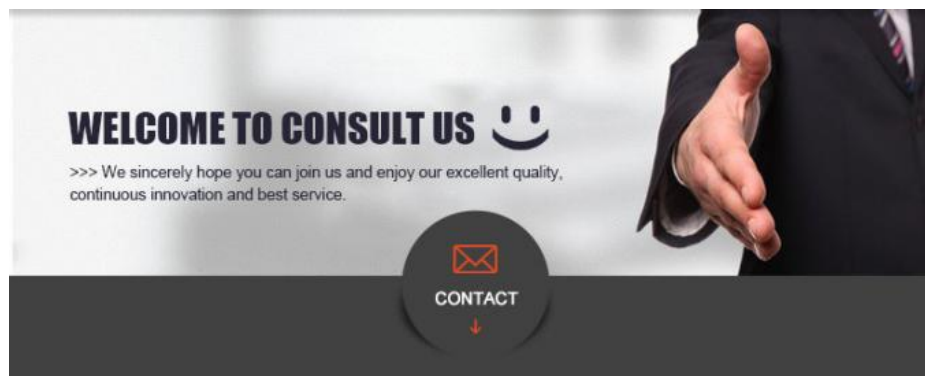 WELCOME TO CONSULT US
>>> We sincerely hope you can join us and enjoy our excellent quality,
continuous innovation and best service.
CONTACT